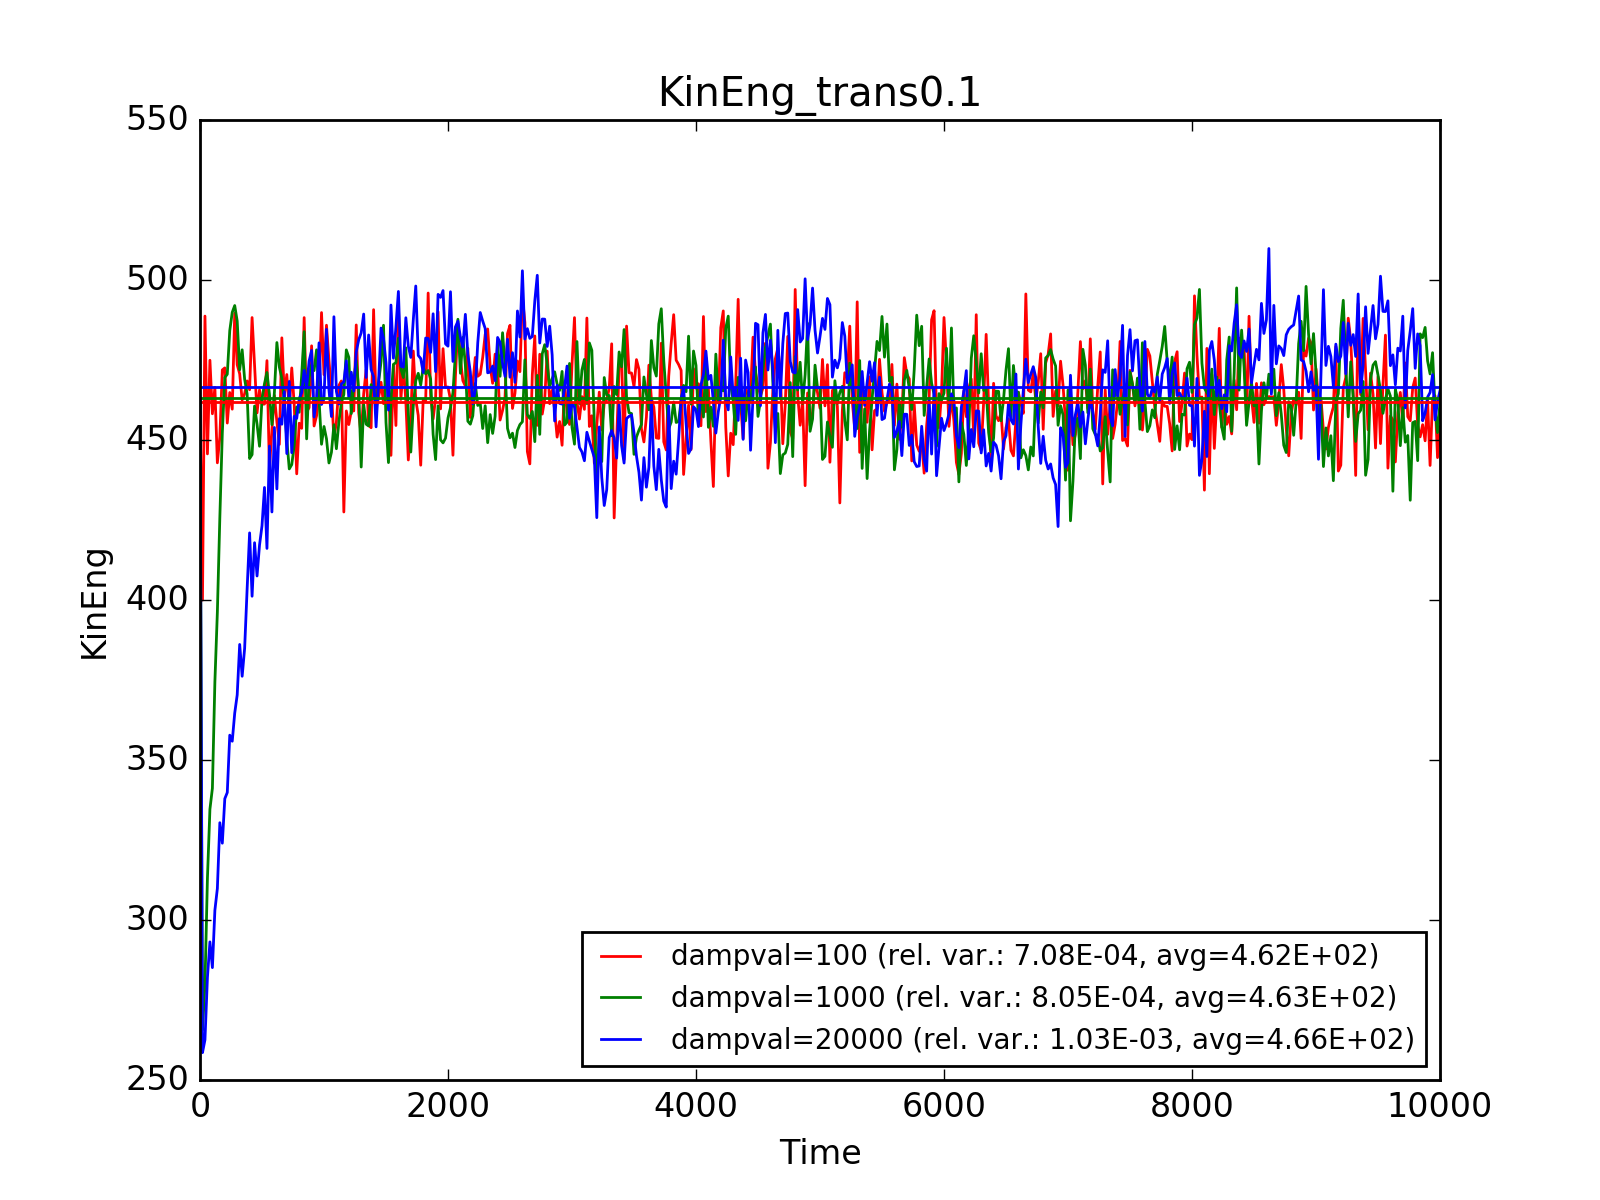 KinEng_trans0.1
550
500
450
400
350
300
250
KinEng
dampval=100 (rel. var.: 7.08E-04, avg=4.62E+02)
dampval=1000 (rel. var.: 8.05E-04, avg=4.63E+02)
dampval=20000 (rel. var.: 1.03E-03, avg=4.66E+02)
0 2000 4000 6000 8000 10000
Time